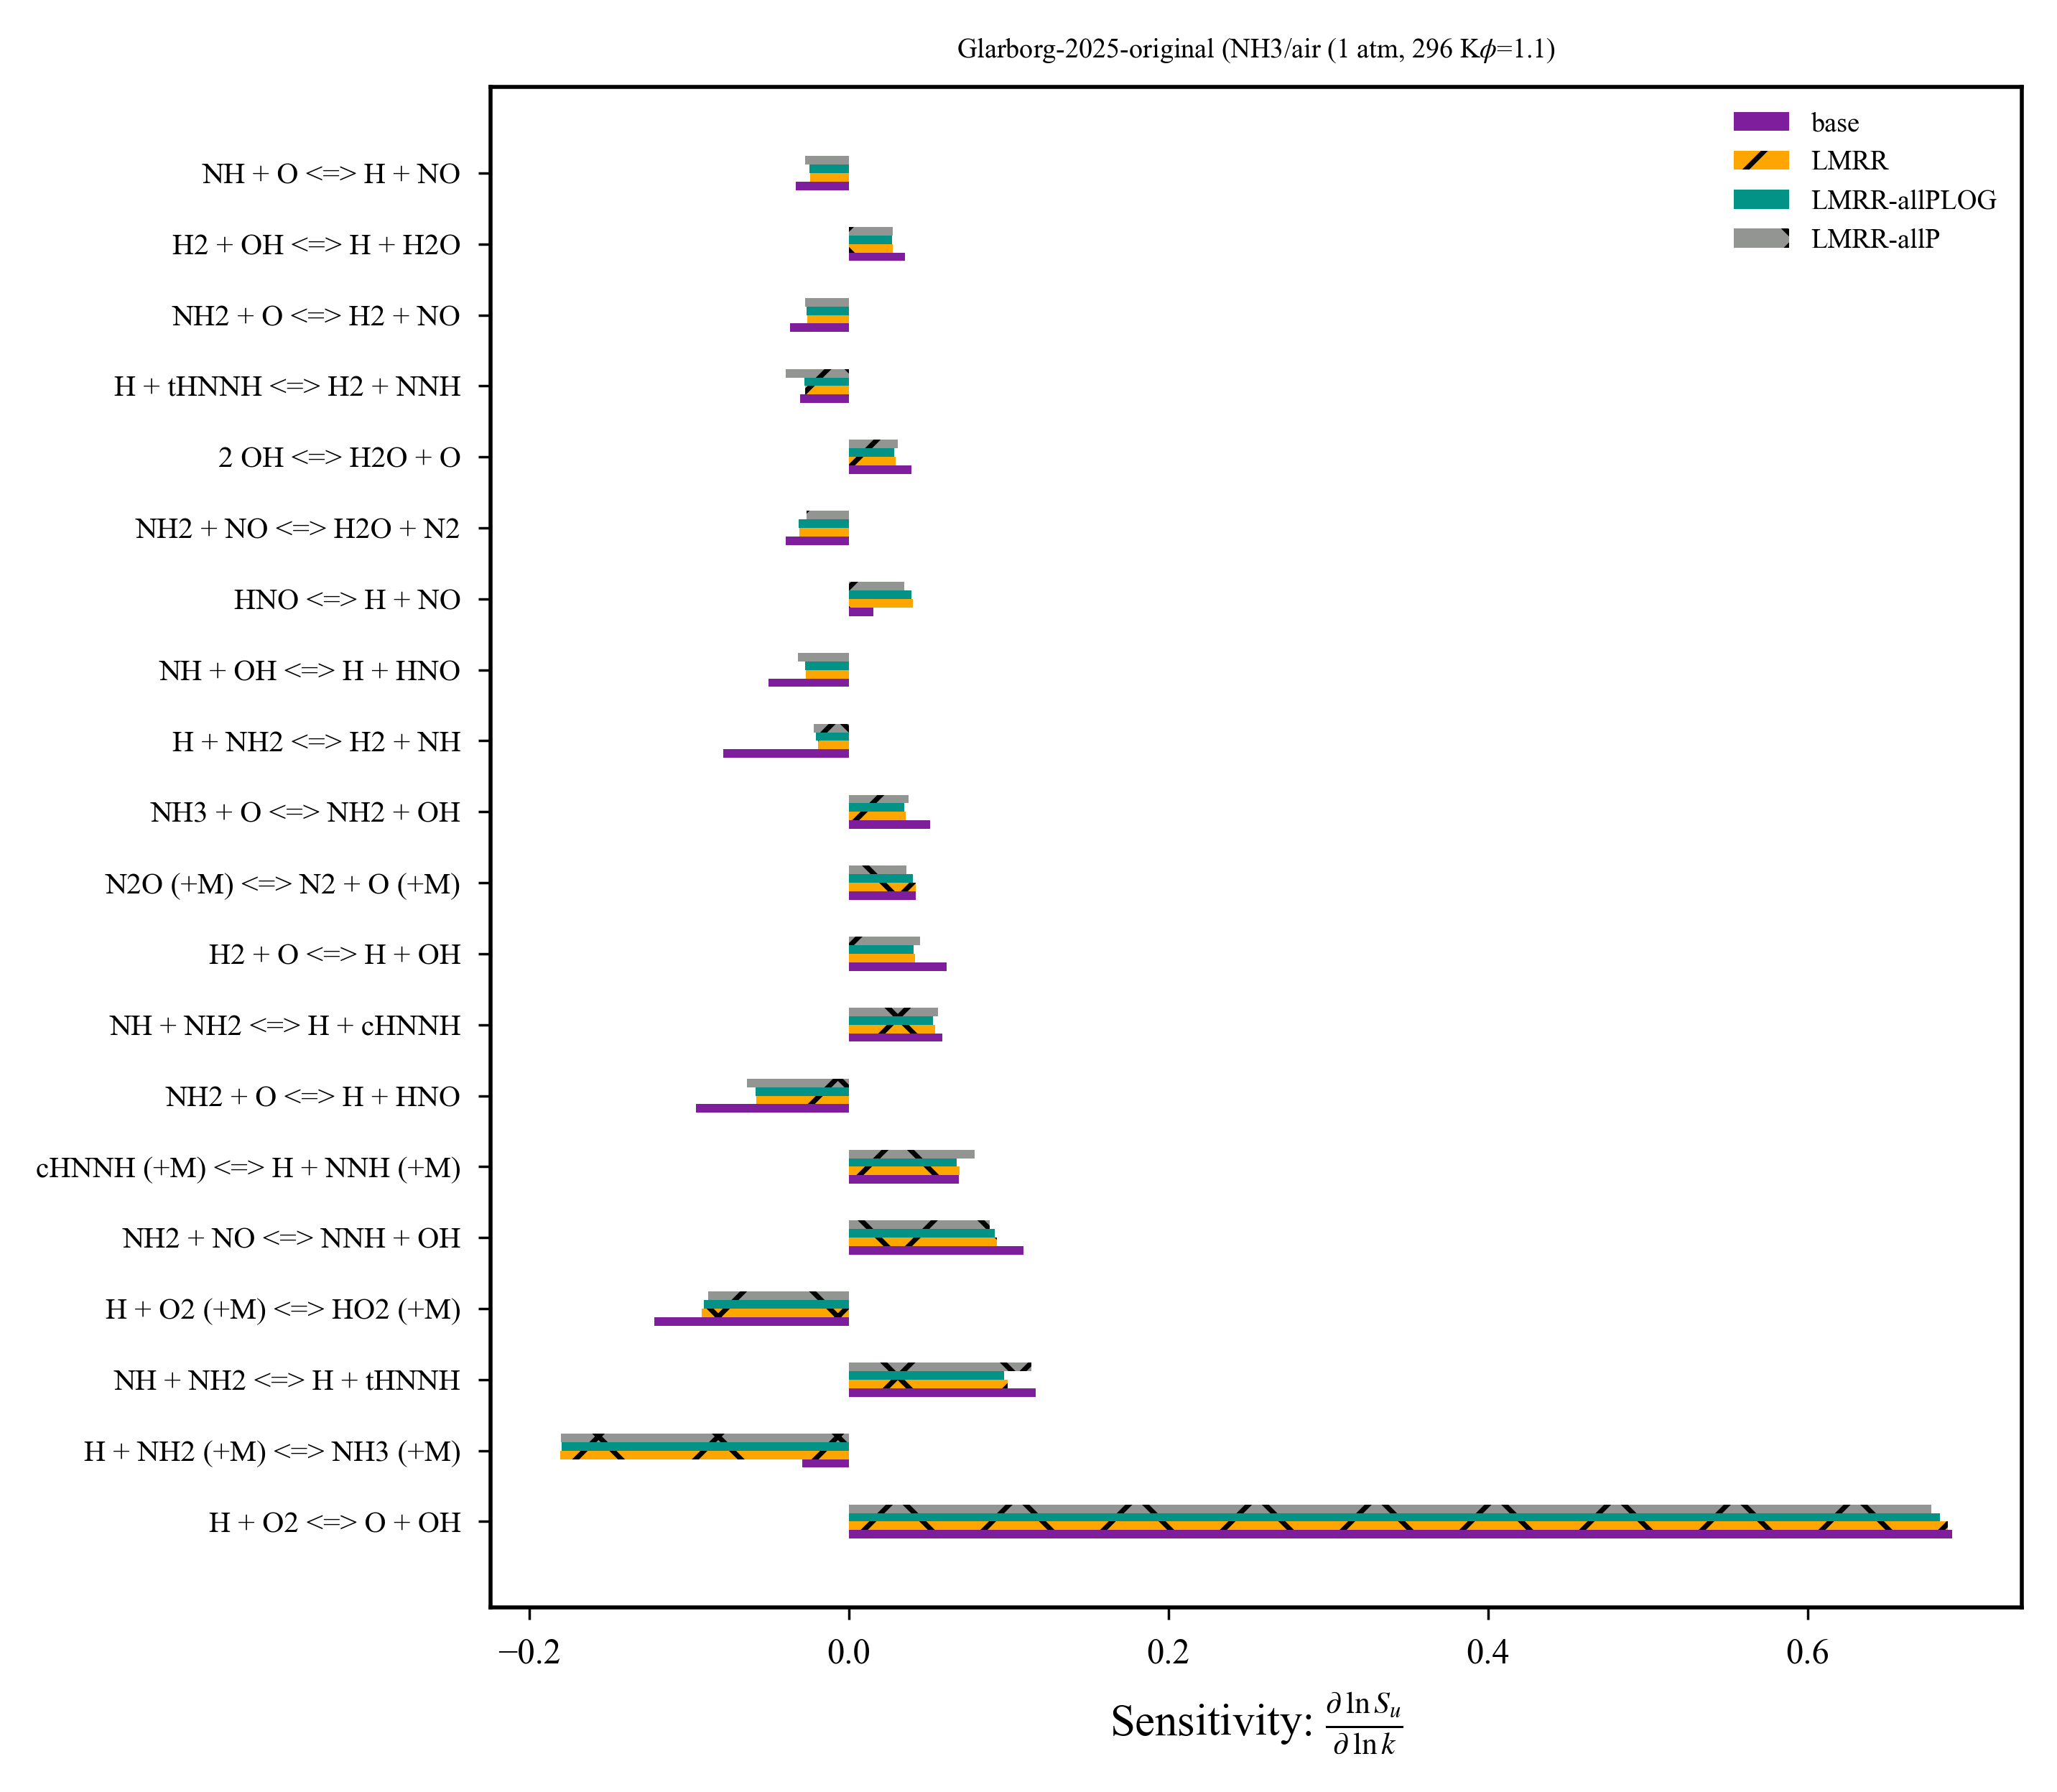 Glarborg-2025-original (NH3/air (1 atm, 296 Kϕ=1.1)
base
LMRR
LMRR-allPLOG
LMRR-allP
NH + O <=> H + NO
H2 + OH <=> H + H2O
NH2 + O <=> H2 + NO
H + tHNNH <=> H2 + NNH
2 OH <=> H2O + O
NH2 + NO <=> H2O + N2
HNO <=> H + NO
NH + OH <=> H + HNO
H + NH2 <=> H2 + NH
NH3 + O <=> NH2 + OH
N2O (+M) <=> N2 + O (+M)
H2 + O <=> H + OH
NH + NH2 <=> H + cHNNH
NH2 + O <=> H + HNO
cHNNH (+M) <=> H + NNH (+M)
NH2 + NO <=> NNH + OH
H + O2 (+M) <=> HO2 (+M)
NH + NH2 <=> H + tHNNH
H + NH2 (+M) <=> NH3 (+M)
H + O2 <=> O + OH
−0.2 0.0 0.2 0.4 0.6
Sensitivity: ∂ ln S_u / ∂ ln k